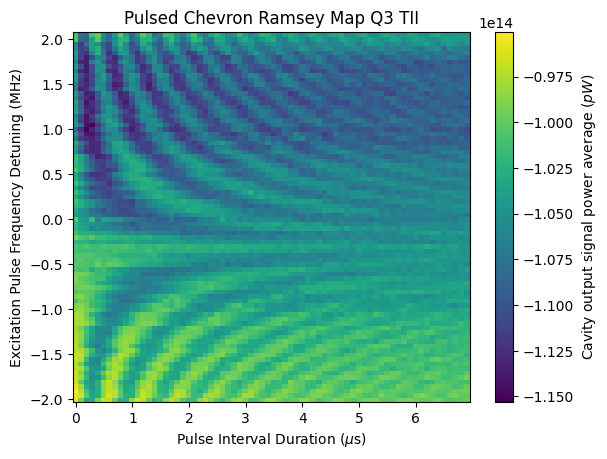 Pulsed Chevron Ramsey Map Q3 TII
1e14
2.0
1.5
1.0
0.5
0.0
−0.5
−1.0
−1.5
−2.0
Excitation Pulse Frequency Detuning (MHz)
0 1 2 3 4 5 6
Pulse Interval Duration (μs)
−0.975
−1.000
−1.025
−1.050
−1.075
−1.100
−1.125
−1.150
Cavity output signal power average (pW)